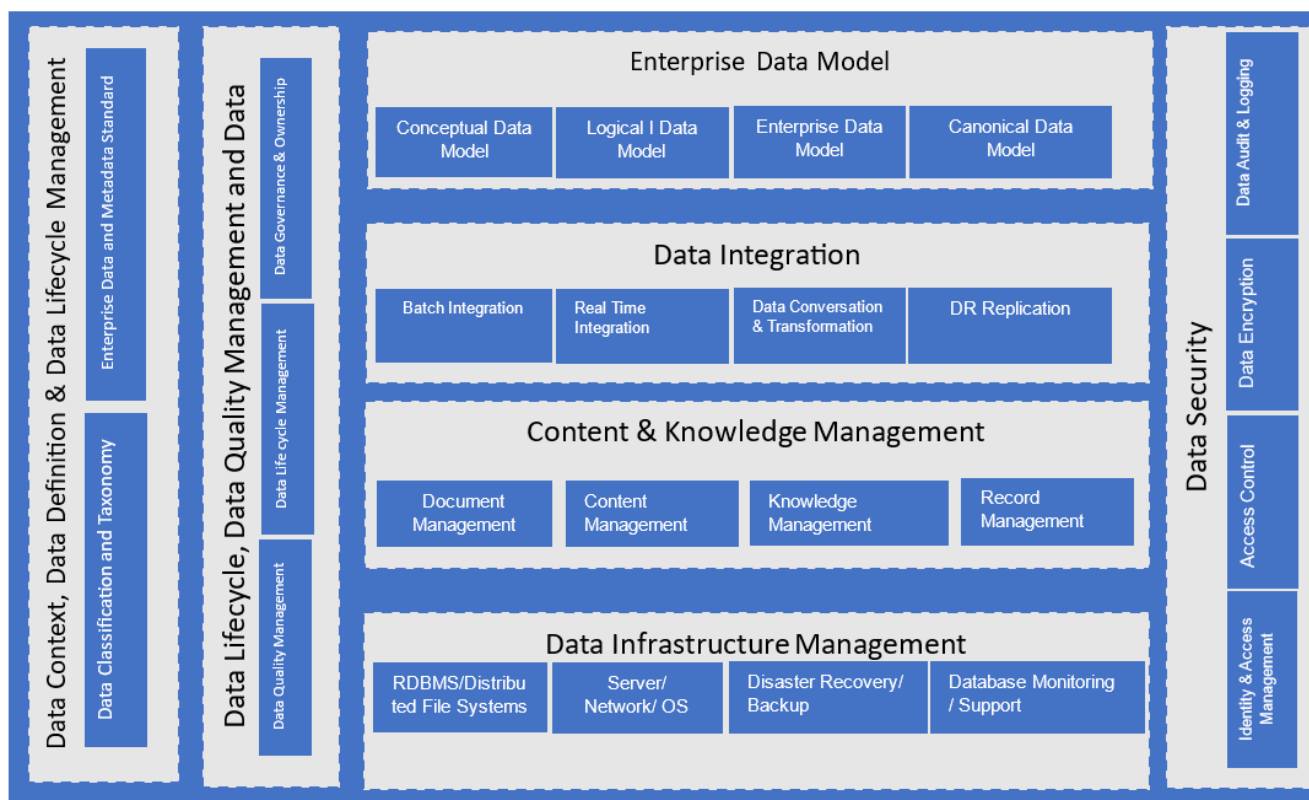 Data Context, Data Definition & Data Lifecycle Management
Enterprise Data and Metadata Standard
Data Classification and Taxonomy
Data Lifecycle, Data Quality Management and Data
Data Governance & Ownership
Data Life cycle Management
Data Quality Management
Enterprise Data Model
Conceptual Data
Model
Logical I Data
Model
Enterprise Data
Model
Canonical Data
Model
Data Integration
Batch Integration
Real Time
Integration
Data Conversation
& Transformation
DR Replication
Content & Knowledge Management
Document
Management
Content
Management
Knowledge
Management
Record
Management
Data Infrastructure Management
RDBMS/Distribu
ted File Systems
Server/
Network/ OS
Disaster Recovery/
Backup
Database Monitoring
/ Support
Data Security
Data Audit & Logging
Data Encryption
Access Control
Identity & Access
Management